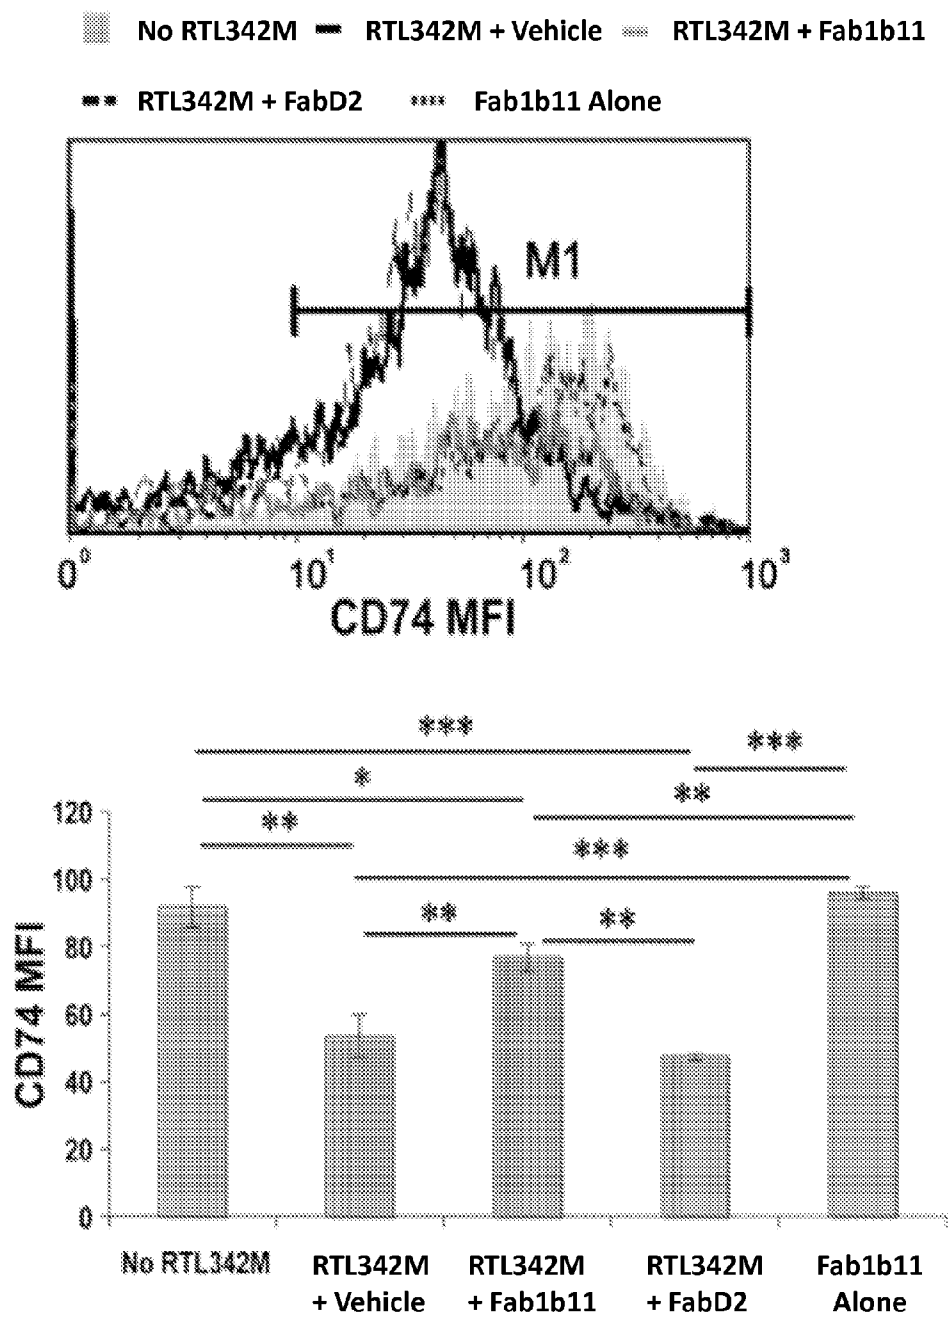 No RTL342M RTL342M + Vehicle RTL342M + Fab1b11
RTL342M + FabD2 Fab1b11 Alone
M1
10⁰ 10¹ 10² 10³
CD74 MFI
***
***
*
**
**
***
**
**
120
100
80
60
40
20
0
CD74 MFI
No RTL342M RTL342M RTL342M RTL342M Fab1b11
+ Vehicle + Fab1b11 + FabD2 Alone